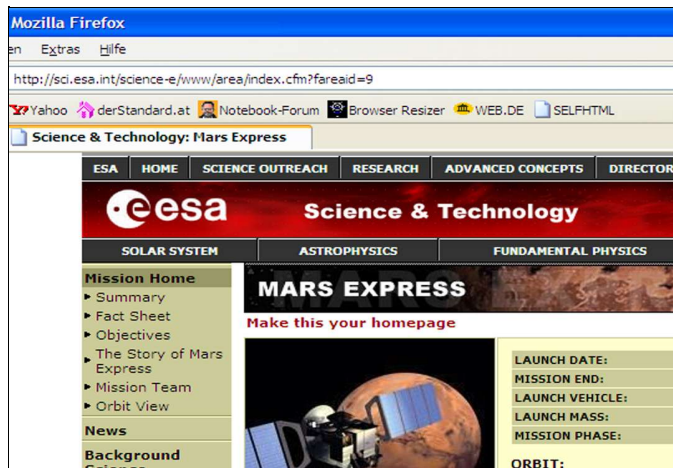 Mozilla Firefox
en Extras Hilfe
http://sci.esa.int/science-e/www/area/index.cfm?fareaid=9
Yahoo derStandard.at Notebook-Forum Browser Resizer WEB.DE SELFHTML
Science & Technology: Mars Express
ESA HOME SCIENCE OUTREACH RESEARCH ADVANCED CONCEPTS DIRECTOR
esa Science & Technology
SOLAR SYSTEM ASTROPHYSICS FUNDAMENTAL PHYSICS
Mission Home
Summary
Fact Sheet
Objectives
The Story of Mars
Express
Mission Team
Orbit View
News
Background
MARS EXPRESS
Make this your homepage
LAUNCH DATE:
MISSION END:
LAUNCH VEHICLE:
LAUNCH MASS:
MISSION PHASE:
ORBIT: